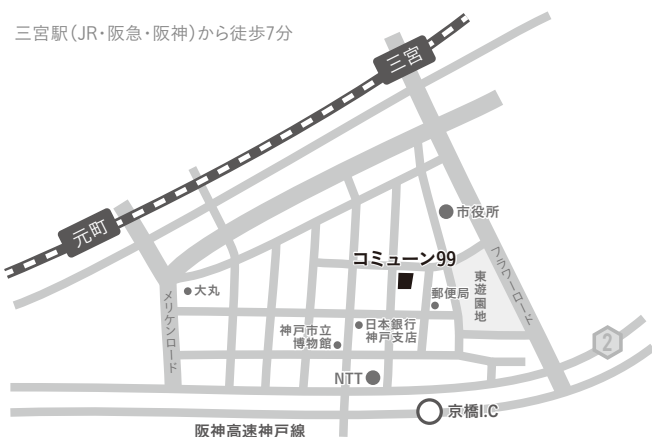 三宮駅(JR・阪急・阪神)から徒歩7分
三宮
元町
市役所
コミューン99
フラワーロード
東遊園地
大丸
郵便局
メリケンロード
日本銀行
神戸支店
神戸市立
博物館
2
NTT
京橋I.C
阪神高速神戸線